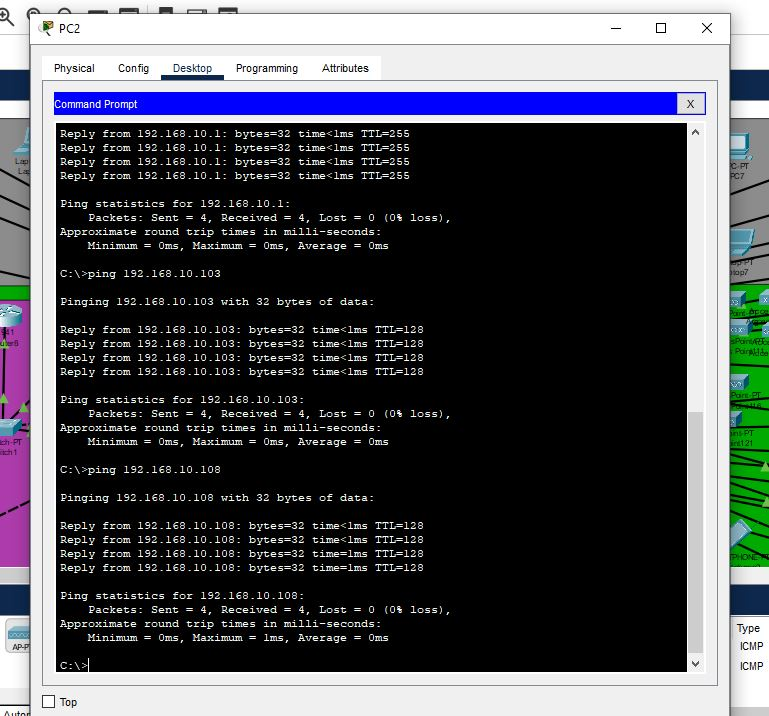 PC2
Physical Config Desktop Programming Attributes
Command Prompt
X
Reply from 192.168.10.1: bytes=32 time<1ms TTL=255
Reply from 192.168.10.1: bytes=32 time<1ms TTL=255
Reply from 192.168.10.1: bytes=32 time<1ms TTL=255
Reply from 192.168.10.1: bytes=32 time<1ms TTL=255
Ping statistics for 192.168.10.1:
Packets: Sent = 4, Received = 4, Lost = 0 (0% loss),
Approximate round trip times in milli-seconds:
Minimum = 0ms, Maximum = 0ms, Average = 0ms
C:\>ping 192.168.10.103
Pinging 192.168.10.103 with 32 bytes of data:
Reply from 192.168.10.103: bytes=32 time<1ms TTL=128
Reply from 192.168.10.103: bytes=32 time<1ms TTL=128
Reply from 192.168.10.103: bytes=32 time<1ms TTL=128
Reply from 192.168.10.103: bytes=32 time<1ms TTL=128
Ping statistics for 192.168.10.103:
Packets: Sent = 4, Received = 4, Lost = 0 (0% loss),
Approximate round trip times in milli-seconds:
Minimum = 0ms, Maximum = 0ms, Average = 0ms
C:\>ping 192.168.10.108
Pinging 192.168.10.108 with 32 bytes of data:
Reply from 192.168.10.108: bytes=32 time<1ms TTL=128
Reply from 192.168.10.108: bytes=32 time<1ms TTL=128
Reply from 192.168.10.108: bytes=32 time=1ms TTL=128
Reply from 192.168.10.108: bytes=32 time=1ms TTL=128
Ping statistics for 192.168.10.108:
Packets: Sent = 4, Received = 4, Lost = 0 (0% loss),
Approximate round trip times in milli-seconds:
Minimum = 0ms, Maximum = 1ms, Average = 0ms
C:\>
Top
Type
ICMP
ICMP